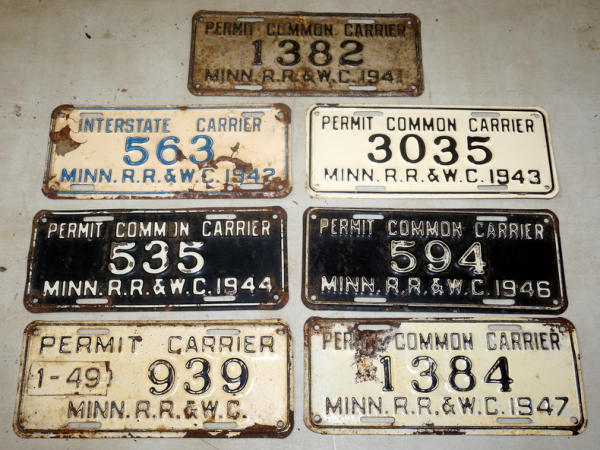 PERMIT COMMON CARRIER
1382
MINN. R.R. & W.C. 1941
INTERSTATE CARRIER
563
MINN. R.R. & W.C. 1942
PERMIT COMMON CARRIER
3035
MINN. R.R. & W.C. 1943
PERMIT COMMON CARRIER
535
MINN. R.R. & W.C. 1944
PERMIT COMMON CARRIER
594
MINN. R.R. & W.C. 1946
PERMIT CARRIER
1-49 939
MINN. R.R. & W.C.
PERMIT COMMON CARRIER
1384
MINN. R.R. & W.C. 1947